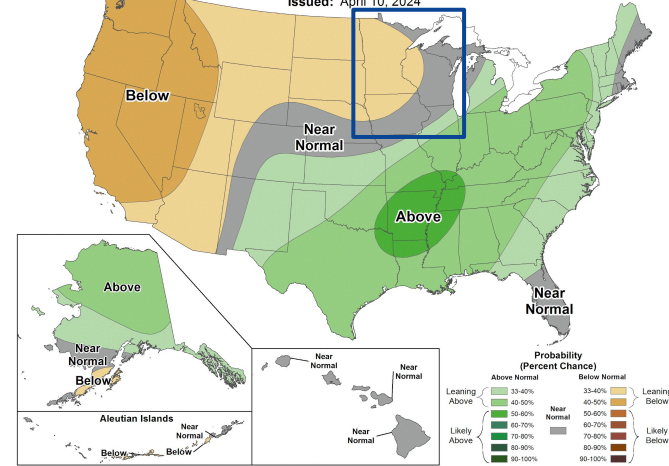 Issued: April 10, 2024
Below
Near
Normal
Above
Near
Normal
Above
Near
Normal
Below
Aleutian Islands
Near
Normal
Below
Below
Near
Normal
Near
Normal
Near
Normal
Probability
(Percent Chance)
Above Normal
Below Normal
Leaning
Above
33-40%
40-50%
Likely
Above
50-60%
60-70%
70-80%
80-90%
90-100%
Near
Normal
33-40%
40-50%
Leaning
Below
50-60%
60-70%
70-80%
80-90%
90-100%
Likely
Below